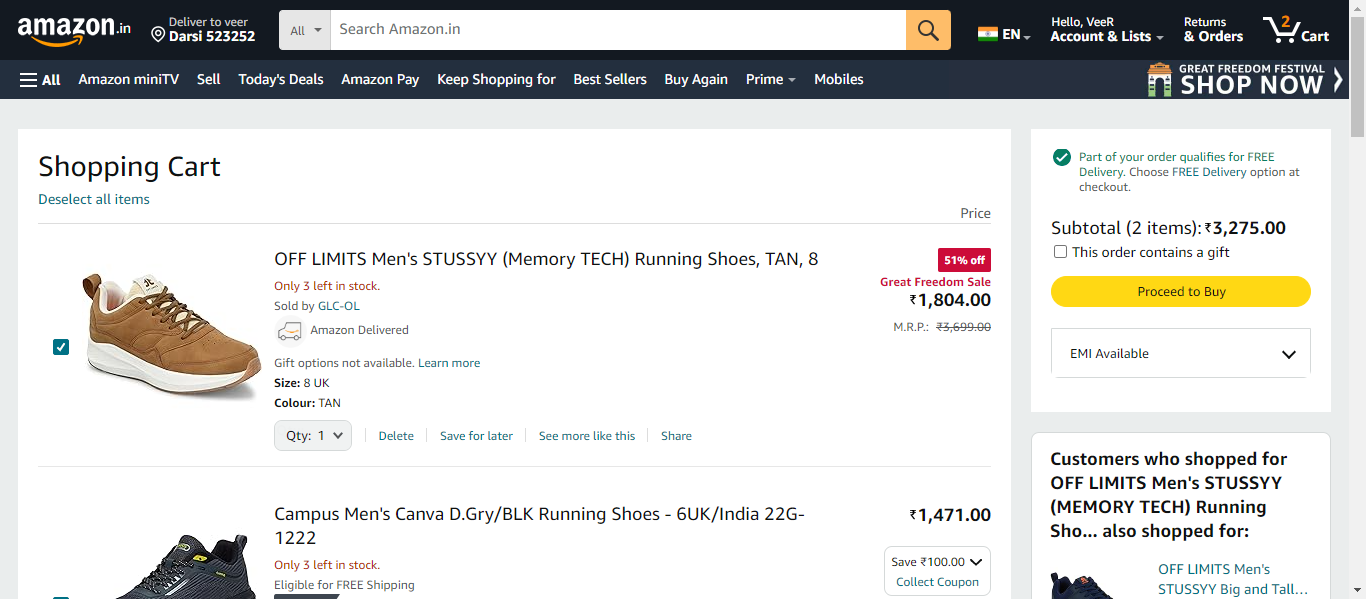 amazon.in
Deliver to veer
Darsi 523252
All
Search Amazon.in
EN
Hello, VeeR
Account & Lists
Returns
& Orders
2
Cart
All
Amazon miniTV
Sell
Today's Deals
Amazon Pay
Keep Shopping for
Best Sellers
Buy Again
Prime
Mobiles
GREAT FREEDOM FESTIVAL
SHOP NOW
Shopping Cart
Deselect all items
Price
OFF LIMITS Men's STUSSYY (Memory TECH) Running Shoes, TAN, 8
51% off
Great Freedom Sale
₹1,804.00
M.R.P.: ₹3,699.00
Only 3 left in stock.
Sold by GLC-OL
Amazon Delivered
Gift options not available. Learn more
Size: 8 UK
Colour: TAN
Qty: 1
Delete
Save for later
See more like this
Share
Campus Men's Canva D.Gry/BLK Running Shoes - 6UK/India 22G-
1222
₹1,471.00
Only 3 left in stock.
Eligible for FREE Shipping
Save ₹100.00
Collect Coupon
Part of your order qualifies for FREE
Delivery. Choose FREE Delivery option at
checkout.
Subtotal (2 items): ₹3,275.00
This order contains a gift
Proceed to Buy
EMI Available
Customers who shopped for
OFF LIMITS Men's STUSSYY
(MEMORY TECH) Running
Sho... also shopped for:
OFF LIMITS Men's
STUSSYY Big and Tall...